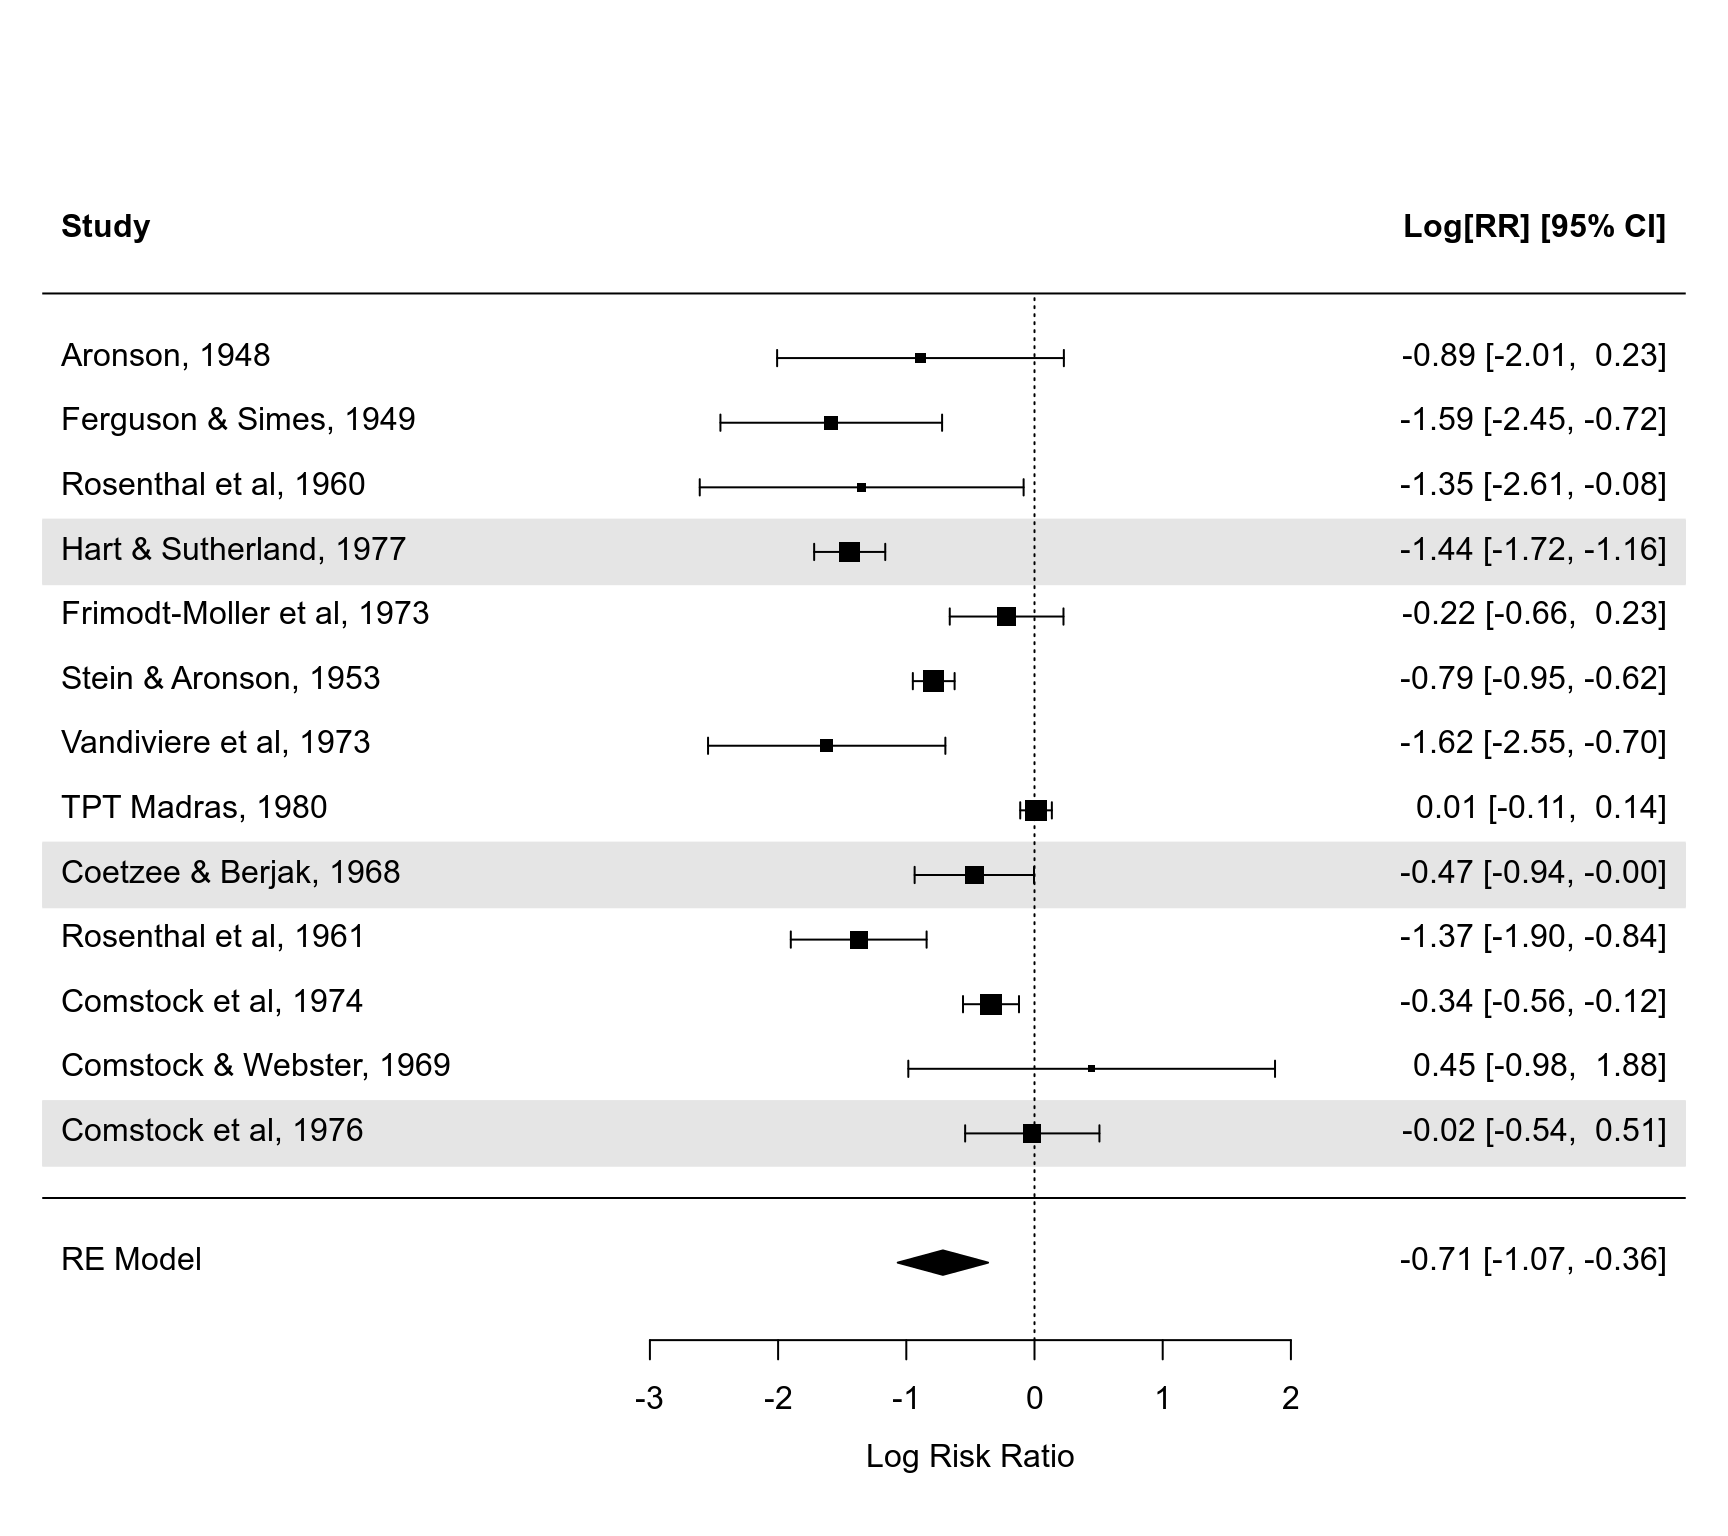 Study Log[RR] [95% CI]
Aronson, 1948 -0.89 [-2.01, 0.23]
Ferguson & Simes, 1949 -1.59 [-2.45, -0.72]
Rosenthal et al, 1960 -1.35 [-2.61, -0.08]
Hart & Sutherland, 1977 -1.44 [-1.72, -1.16]
Frimodt-Moller et al, 1973 -0.22 [-0.66, 0.23]
Stein & Aronson, 1953 -0.79 [-0.95, -0.62]
Vandiviere et al, 1973 -1.62 [-2.55, -0.70]
TPT Madras, 1980 0.01 [-0.11, 0.14]
Coetzee & Berjak, 1968 -0.47 [-0.94, -0.00]
Rosenthal et al, 1961 -1.37 [-1.90, -0.84]
Comstock et al, 1974 -0.34 [-0.56, -0.12]
Comstock & Webster, 1969 0.45 [-0.98, 1.88]
Comstock et al, 1976 -0.02 [-0.54, 0.51]
RE Model -0.71 [-1.07, -0.36]
-3 -2 -1 0 1 2
Log Risk Ratio